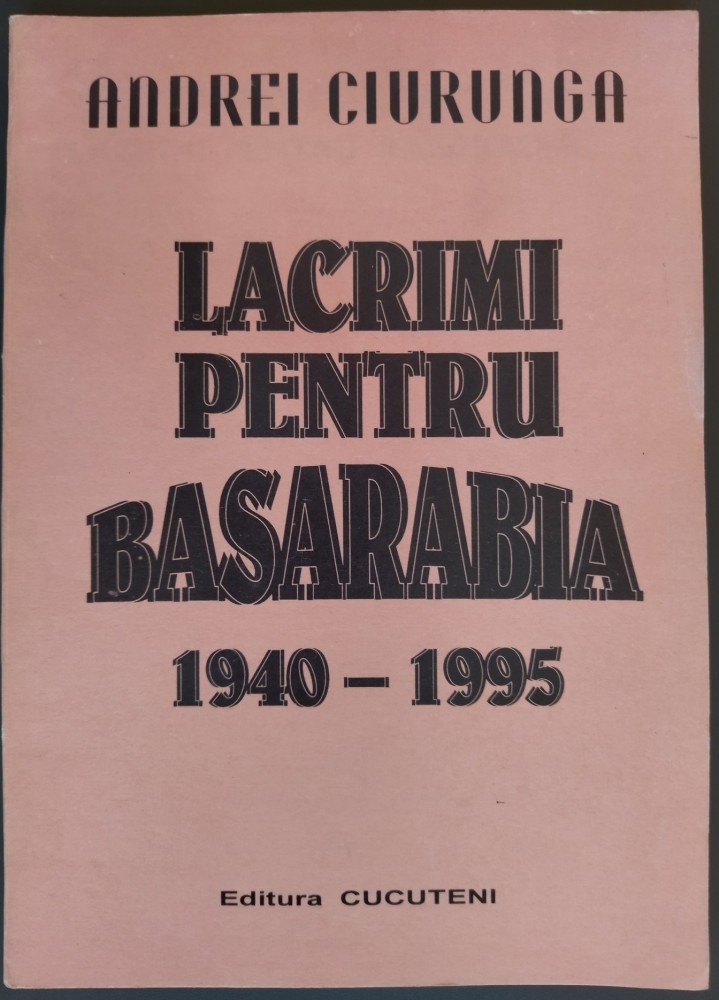 ANDREI CIURUNGA
LACRIMI
PENTRU
BASARABIA
1940 - 1995
Editura CUCUTENI